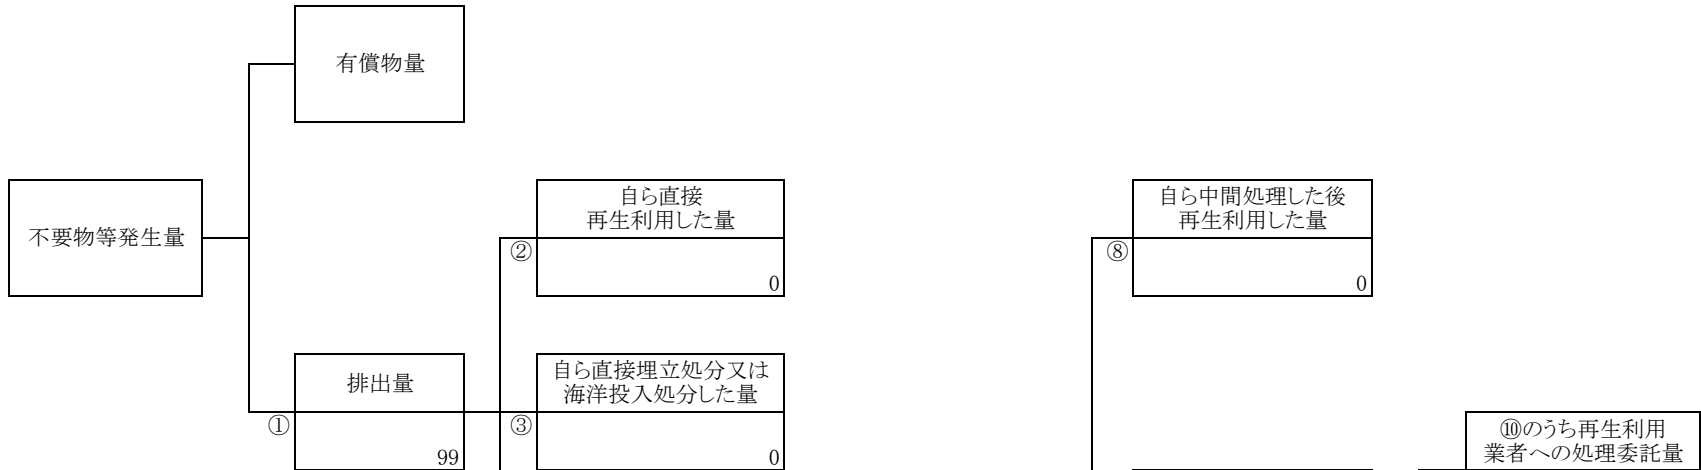 有償物量
不要物等発生量
自ら直接
再生利用した量
②
0
自ら中間処理した後
再生利用した量
⑧
0
排出量
①
99
自ら直接埋立処分又は
海洋投入処分した量
③
0
⑩のうち再生利用
業者への処理委託量